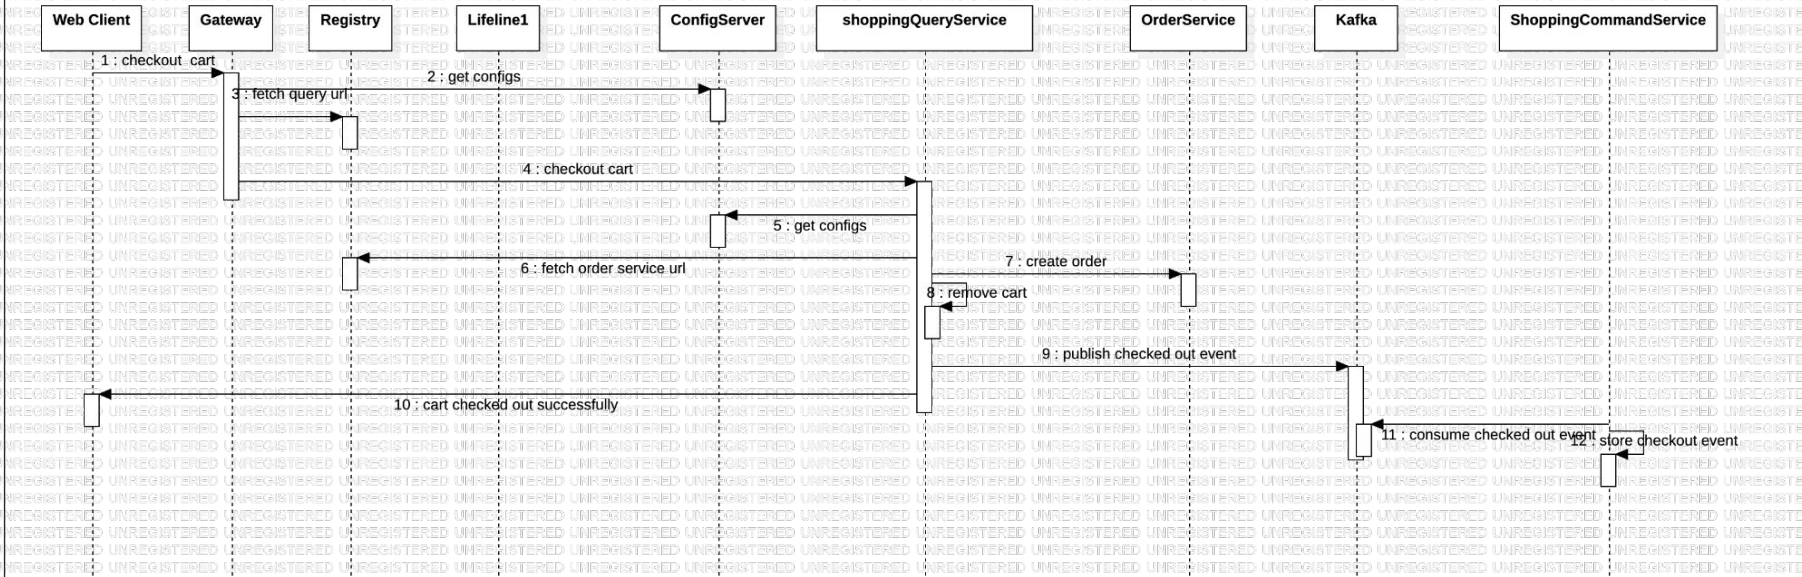 Web Client
Gateway
Registry
Lifeline1
ConfigServer
shoppingQueryService
OrderService
Kafka
ShoppingCommandService
1 : checkout cart
2 : get configs
3 : fetch query url
4 : checkout cart
5 : get configs
6 : fetch order service url
7 : create order
8 : remove cart
9 : publish checked out event
10 : cart checked out successfully
11 : consume checked out event
12 : store checkout event
UNREGISTERED